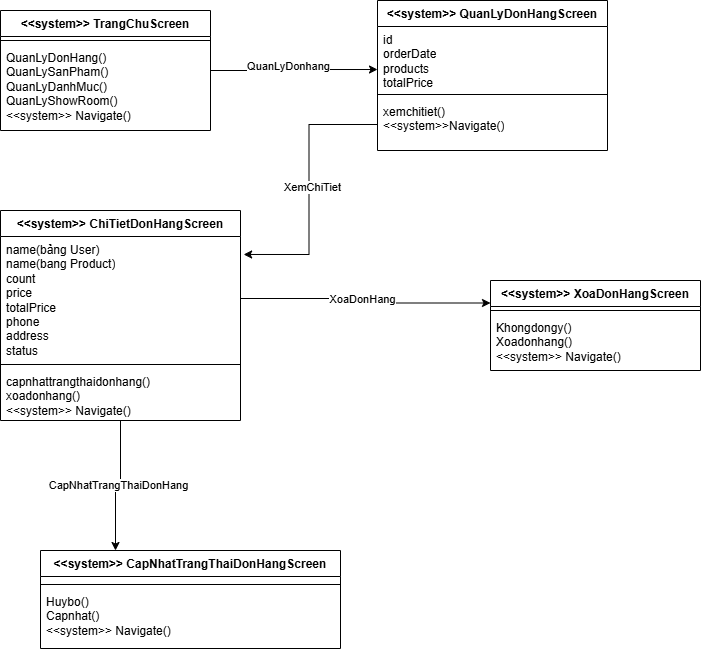 <<system>> TrangChuScreen
QuanLyDonHang()
QuanLySanPham()
QuanLyDanhMuc()
QuanLyShowRoom()
<<system>> Navigate()
QuanLyDonhang
<<system>> QuanLyDonHangScreen
id
orderDate
products
totalPrice
xemchitiet()
<<system>>Navigate()
XemChiTiet
<<system>> ChiTietDonHangScreen
name(bảng User)
name(bang Product)
count
price
totalPrice
phone
address
status
capnhattrangthaidonhang()
xoadonhang()
<<system>> Navigate()
XoaDonHang
<<system>> XoaDonHangScreen
Khongdongy()
Xoadonhang()
<<system>> Navigate()
CapNhatTrangThaiDonHang
<<system>> CapNhatTrangThaiDonHangScreen
Huybo()
Capnhat()
<<system>> Navigate()